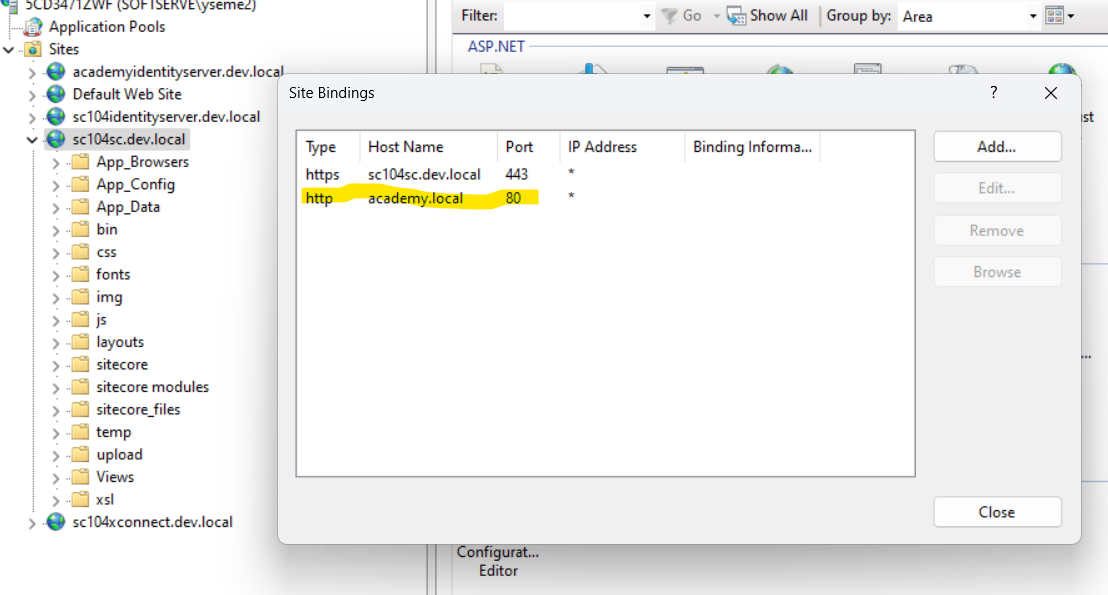 5CD3471ZWF (SOFTSERVE\yseme2)
Application Pools
Sites
academyidentityserver.dev.local
Default Web Site
sc104identityserver.dev.local
sc104sc.dev.local
App_Browsers
App_Config
App_Data
bin
css
fonts
img
js
layouts
sitecore
sitecore modules
sitecore_files
temp
upload
Views
xsl
sc104xconnect.dev.local
Filter: Go Show All Group by: Area
ASP.NET
Site Bindings ?
Type Host Name Port IP Address Binding Informa...
https sc104sc.dev.local 443 *
http academy.local 80 *
Add...
Edit...
Remove
Browse
Close
Configurat...
Editor